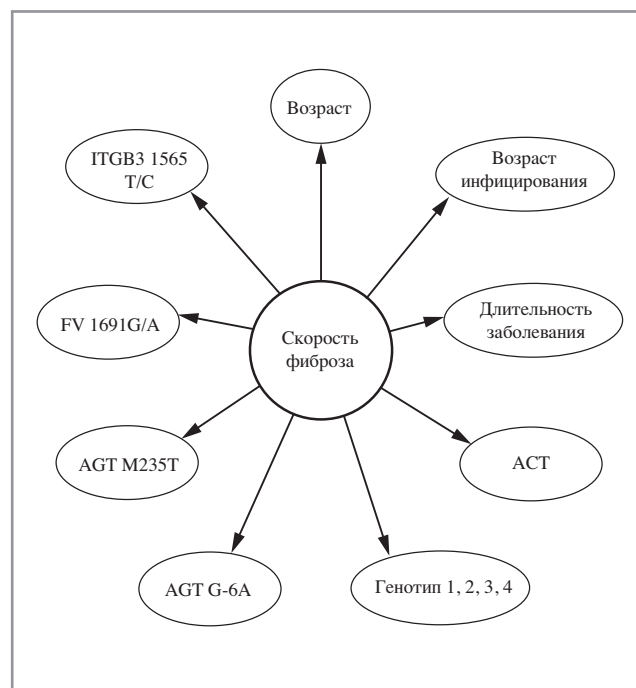 Возраст
ITGB3 1565
T/C
Возраст
инфицирования
FV 1691G/A
Скорость
фиброза
Длительность
заболевания
AGT M235T
АСТ
AGT G-6A
Генотип 1, 2, 3, 4